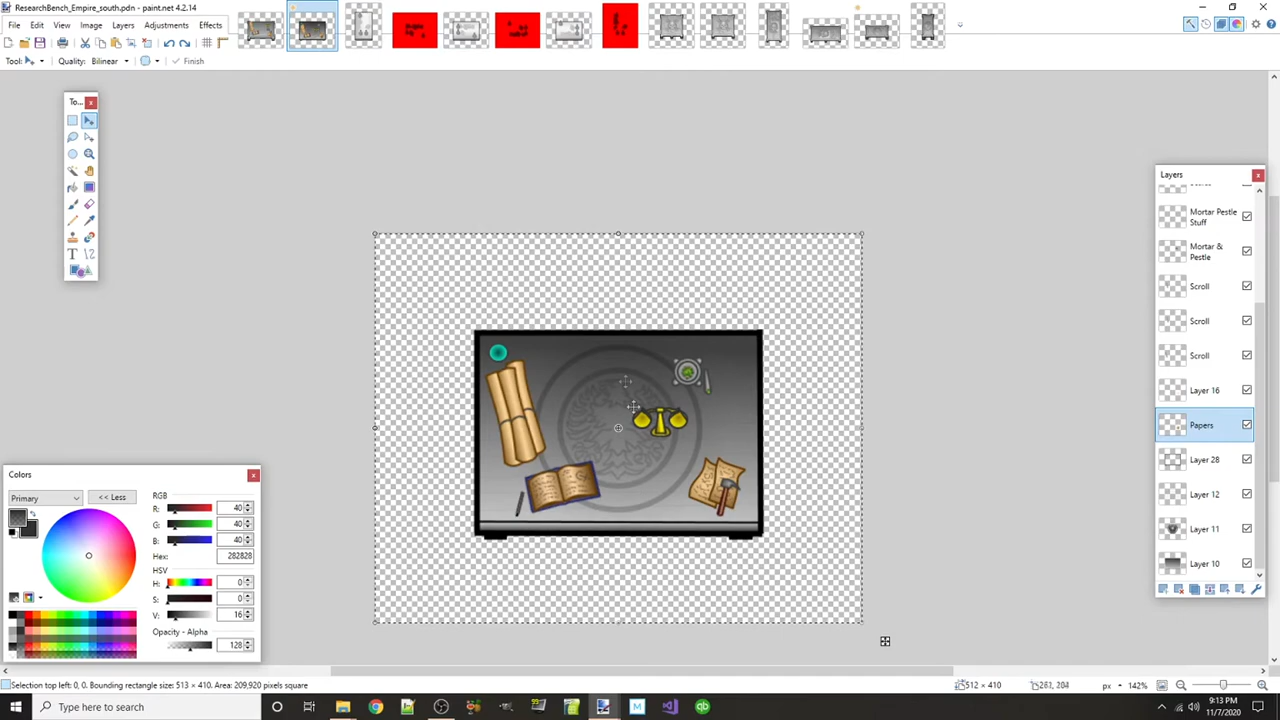 ResearchBench_Empire_south.pdn - paint.net 4.2.14
File Edit View Image Layers Adjustments Effects
Tool: Quality: Bilinear Finish
To...
Layers
Mortar Pestle
Stuff
Mortar &
Pestle
Scroll
Scroll
Scroll
Layer 16
Papers
Layer 28
Layer 12
Layer 11
Layer 10
Colors
Primary
<< Less
RGB
R: 40
G: 40
B: 40
Hex: 282828
HSV
H: 0
S: 0
V: 16
Opacity - Alpha
128
Selection top left: 0, 0. Bounding rectangle size: 513 × 410. Area: 209,920 pixels square
512 × 410
px
142%
Type here to search
9:13 PM
11/7/2020